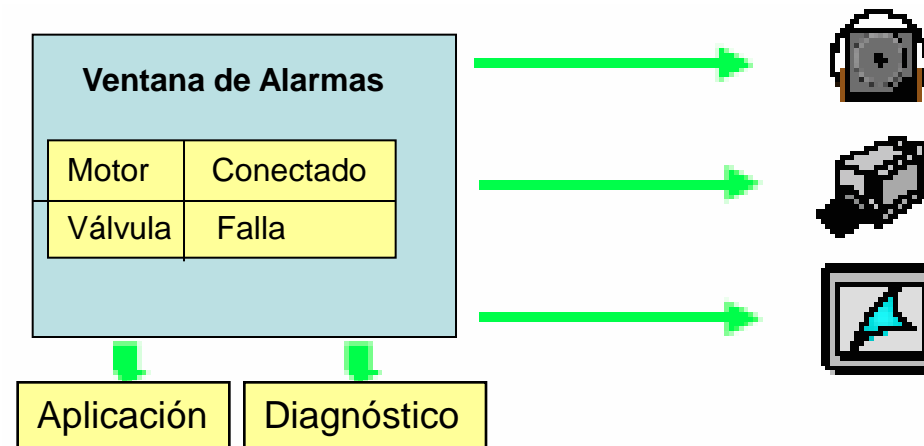 Ventana de Alarmas
Motor Conectado
Válvula Falla
Aplicación Diagnóstico